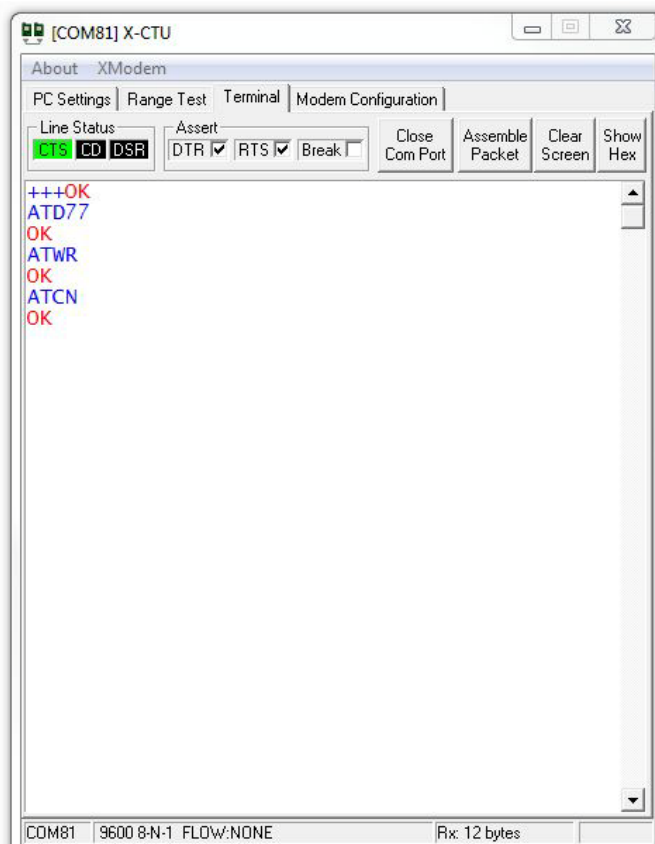 [COM81] X-CTU
About XModem
PC Settings Range Test Terminal Modem Configuration
Line Status Assert
CTS CD DSR DTR RTS Break
Close Com Port
Assemble Packet
Clear Screen
Show Hex
+++OK
ATD77
OK
ATWR
OK
ATCN
OK
COM81 9600 8-N-1 FLOW:NONE Rx: 12 bytes